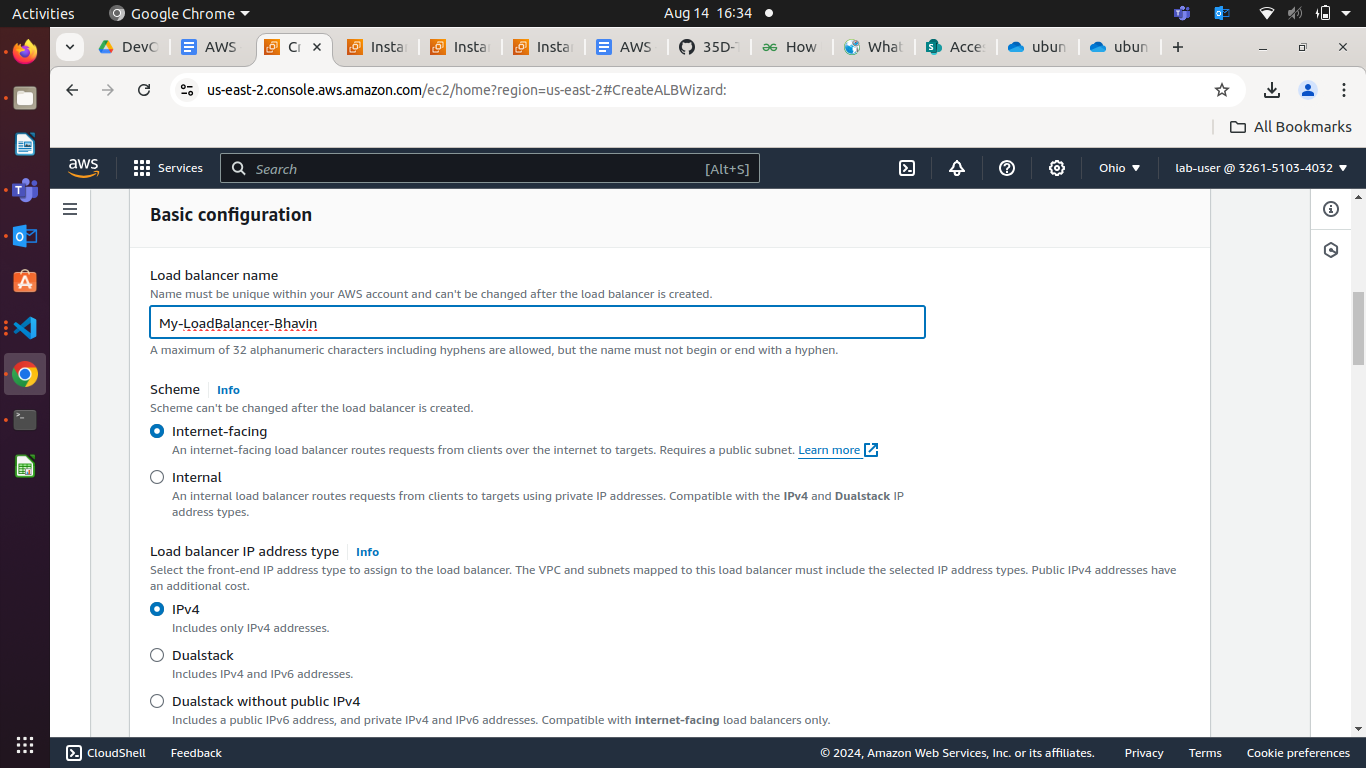 Activities
Google Chrome
Aug 14 16:34
DevO
AWS
Cr
Insta
Insta
Insta
AWS
35D-
How
What
Acce
ubun
ubun
us-east-2.console.aws.amazon.com/ec2/home?region=us-east-2#CreateALBWizard:
All Bookmarks
aws
Services
Search
[Alt+S]
Ohio
lab-user @ 3261-5103-4032
Basic configuration
Load balancer name
Name must be unique within your AWS account and can't be changed after the load balancer is created.
My-LoadBalancer-Bhavin
A maximum of 32 alphanumeric characters including hyphens are allowed, but the name must not begin or end with a hyphen.
Scheme Info
Scheme can't be changed after the load balancer is created.
Internet-facing
An internet-facing load balancer routes requests from clients over the internet to targets. Requires a public subnet. Learn more
Internal
An internal load balancer routes requests from clients to targets using private IP addresses. Compatible with the IPv4 and Dualstack IP
address types.
Load balancer IP address type Info
Select the front-end IP address type to assign to the load balancer. The VPC and subnets mapped to this load balancer must include the selected IP address types. Public IPv4 addresses have
an additional cost.
IPv4
Includes only IPv4 addresses.
Dualstack
Includes IPv4 and IPv6 addresses.
Dualstack without public IPv4
Includes a public IPv6 address, and private IPv4 and IPv6 addresses. Compatible with internet-facing load balancers only.
CloudShell
Feedback
© 2024, Amazon Web Services, Inc. or its affiliates.
Privacy
Terms
Cookie preferences